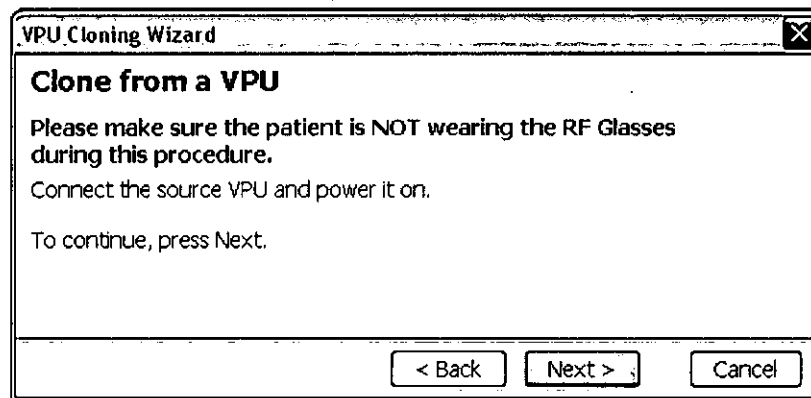 VPU Cloning Wizard
Clone from a VPU
Please make sure the patient is NOT wearing the RF Glasses
during this procedure.
Connect the source VPU and power it on.
To continue, press Next.
< Back Next > Cancel